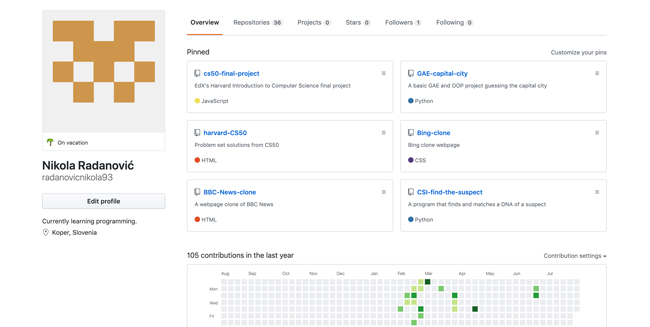 Overview Repositories 36 Projects 0 Stars 0 Followers 1 Following 0
Pinned
Customize your pins
cs50-final-project
EdX's Harvard Introduction to Computer Science final project
JavaScript
GAE-capital-city
A basic GAE and OOP project guessing the capital city
Python
harvard-CS50
Problem set solutions from CS50
HTML
Bing-clone
Bing clone webpage
CSS
BBC-News-clone
A webpage clone of BBC News
HTML
CSI-find-the-suspect
A program that finds and matches a DNA of a suspect
Python
On vacation
Nikola Radanović
radanovicnikola93
Edit profile
Currently learning programming.
Koper, Slovenia
105 contributions in the last year
Contribution settings
Aug Sep Oct Nov Dec Jan Feb Mar Apr May Jun Jul
Mon
Wed
Fri